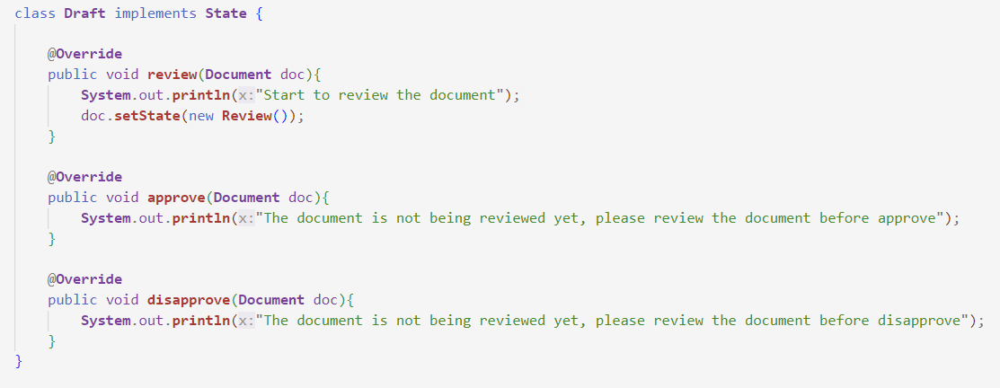 class Draft implements State {
@Override
public void review(Document doc){
System.out.println(x:"Start to review the document");
doc.setState(new Review());
}
@Override
public void approve(Document doc){
System.out.println(x:"The document is not being reviewed yet, please review the document before approve");
}
@Override
public void disapprove(Document doc){
System.out.println(x:"The document is not being reviewed yet, please review the document before disapprove");
}
}